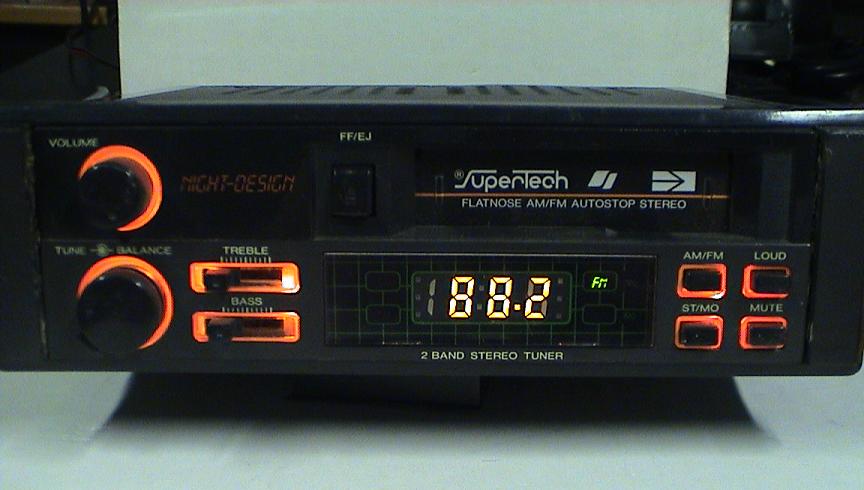 VOLUME
FF/EJ
NIGHT-DESIGN
® SuperTech
FLATNOSE AM/FM AUTOSTOP STEREO
TUNE BALANCE
TREBLE
BASS
88.2
FM
AM/FM LOUD
ST/MO MUTE
2 BAND STEREO TUNER